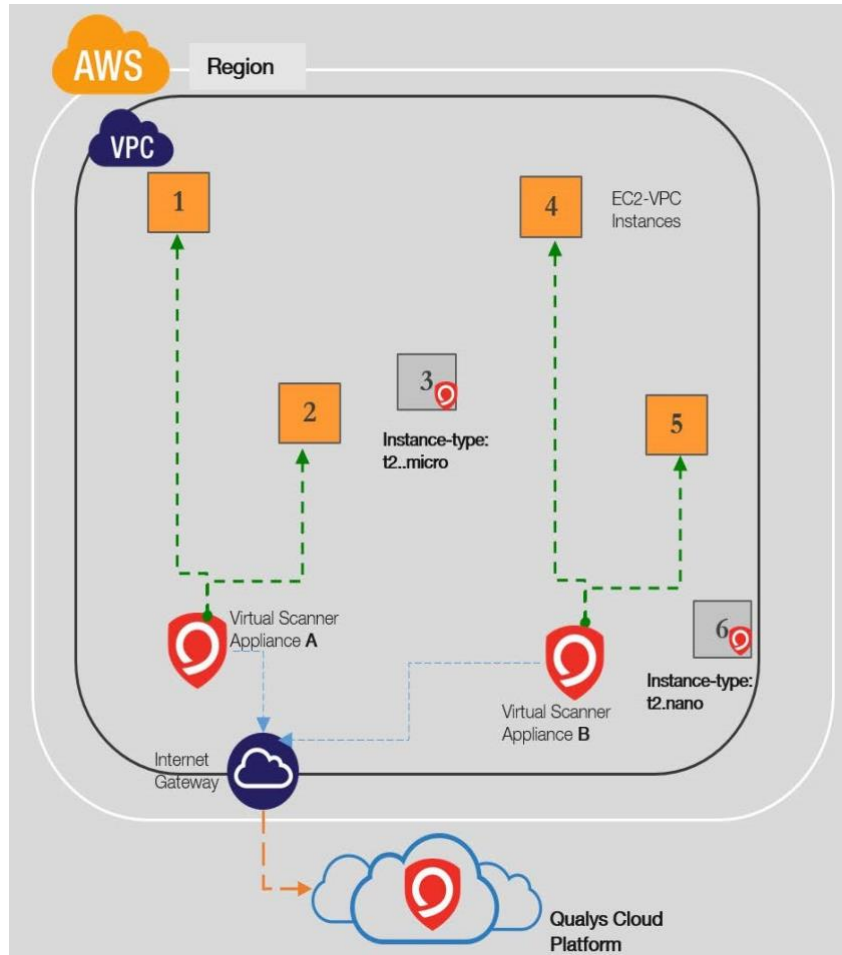 AWS
Region
VPC
1
4
EC2-VPC
Instances
3
2
5
Instance-type:
t2..micro
Virtual Scanner
Appliance A
6
Instance-type:
t2.nano
Virtual Scanner
Appliance B
Internet
Gateway
Qualys Cloud
Platform